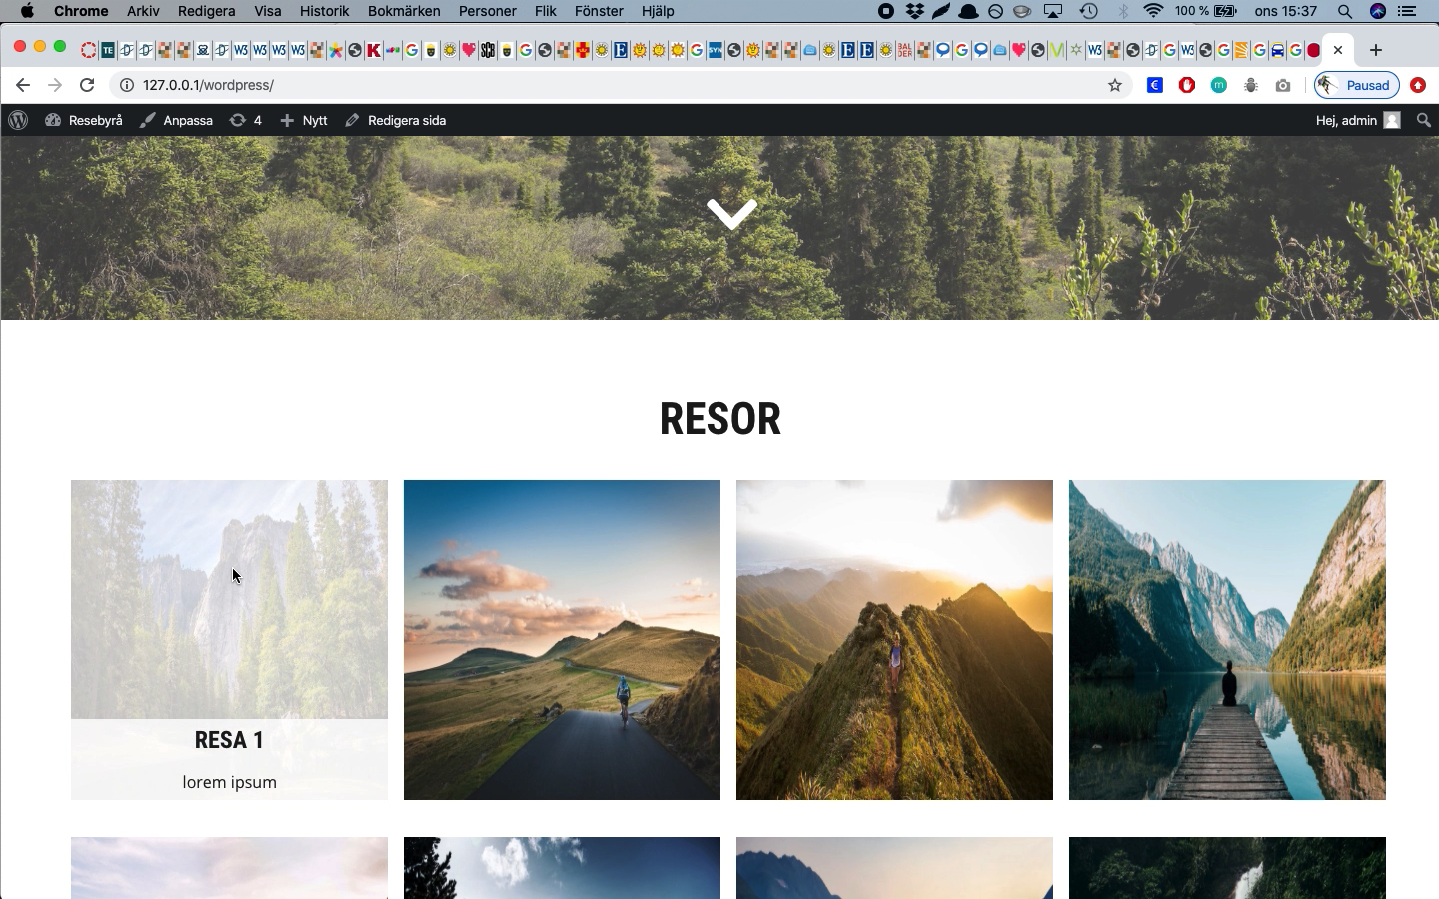 Chrome Arkiv Redigera Visa Historik Bokmärken Personer Flik Fönster Hjälp 100 % ons 15:37
127.0.0.1/wordpress/ Pausad
Resebyrå Anpassa 4 Nytt Redigera sida Hej, admin
RESOR
RESA 1
lorem ipsum